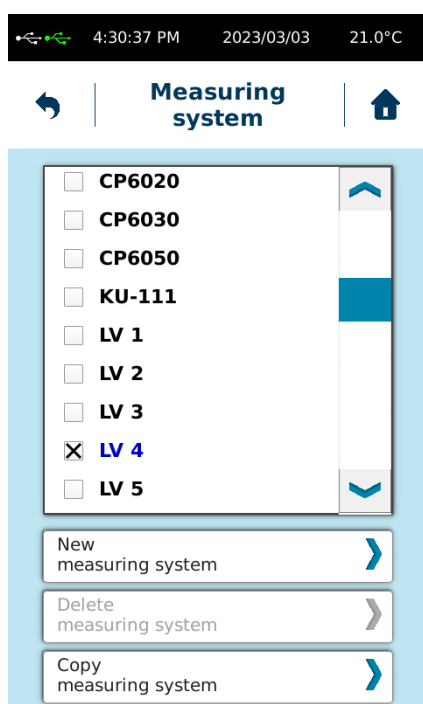 4:30:37 PM 2023/03/03 21.0°C
Measuring
system
CP6020
CP6030
CP6050
KU-111
LV 1
LV 2
LV 3
LV 4
LV 5
New
measuring system
Delete
measuring system
Copy
measuring system